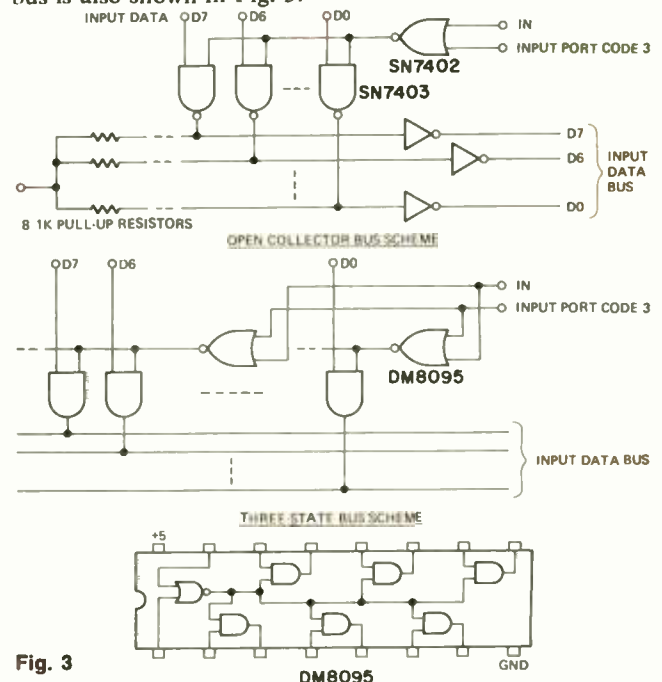 bus is also shown in Fig. 3.
INPUT DATA D7 D6 D0 IN
INPUT PORT CODE 3
SN7402
SN7403
D7
D6
INPUT
DATA
BUS
D0
8 1K PULL-UP RESISTORS
OPEN COLLECTOR BUS SCHEME
D7 D6 D0
IN
INPUT PORT CODE 3
DM8095
INPUT DATA BUS
THREE-STATE BUS SCHEME
+5
GND
Fig. 3
DM8095